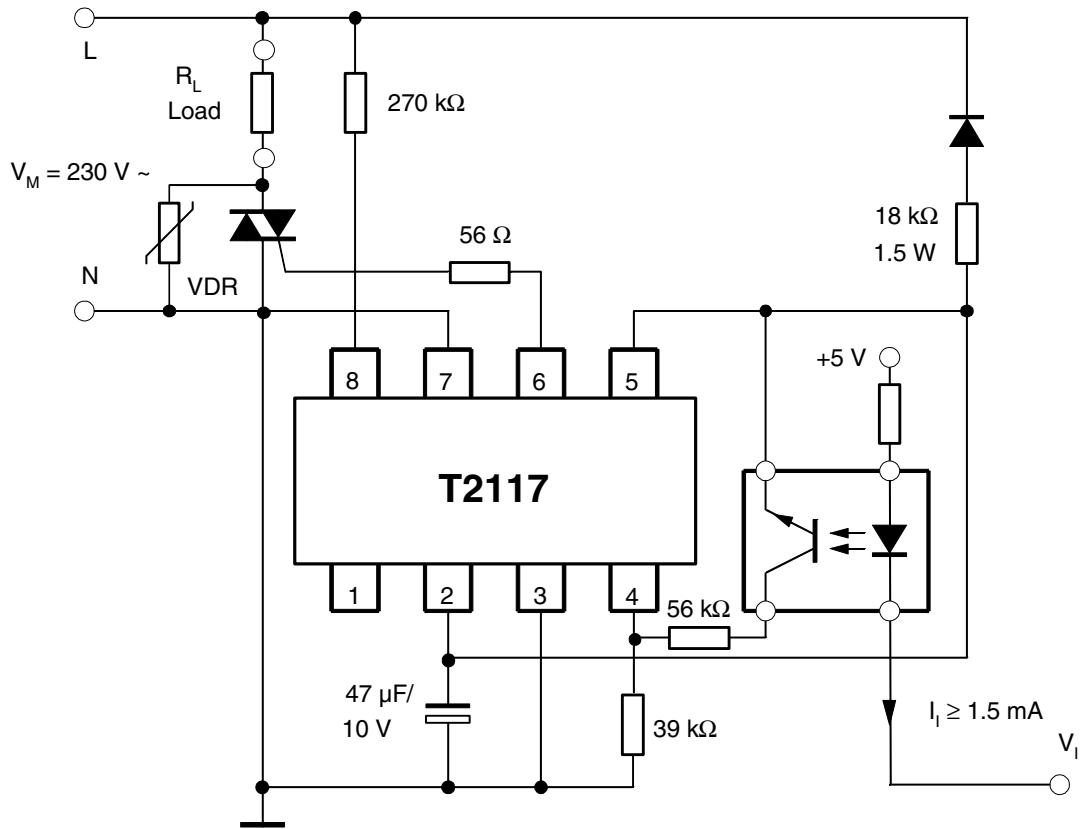 L
R_L
Load
270 kΩ
V_M = 230 V ~
18 kΩ
1.5 W
56 Ω
N
VDR
+5 V
8
7
6
5
T2117
1
2
3
4
56 kΩ
47 µF/
10 V
39 kΩ
I_I ≥ 1.5 mA
V_I